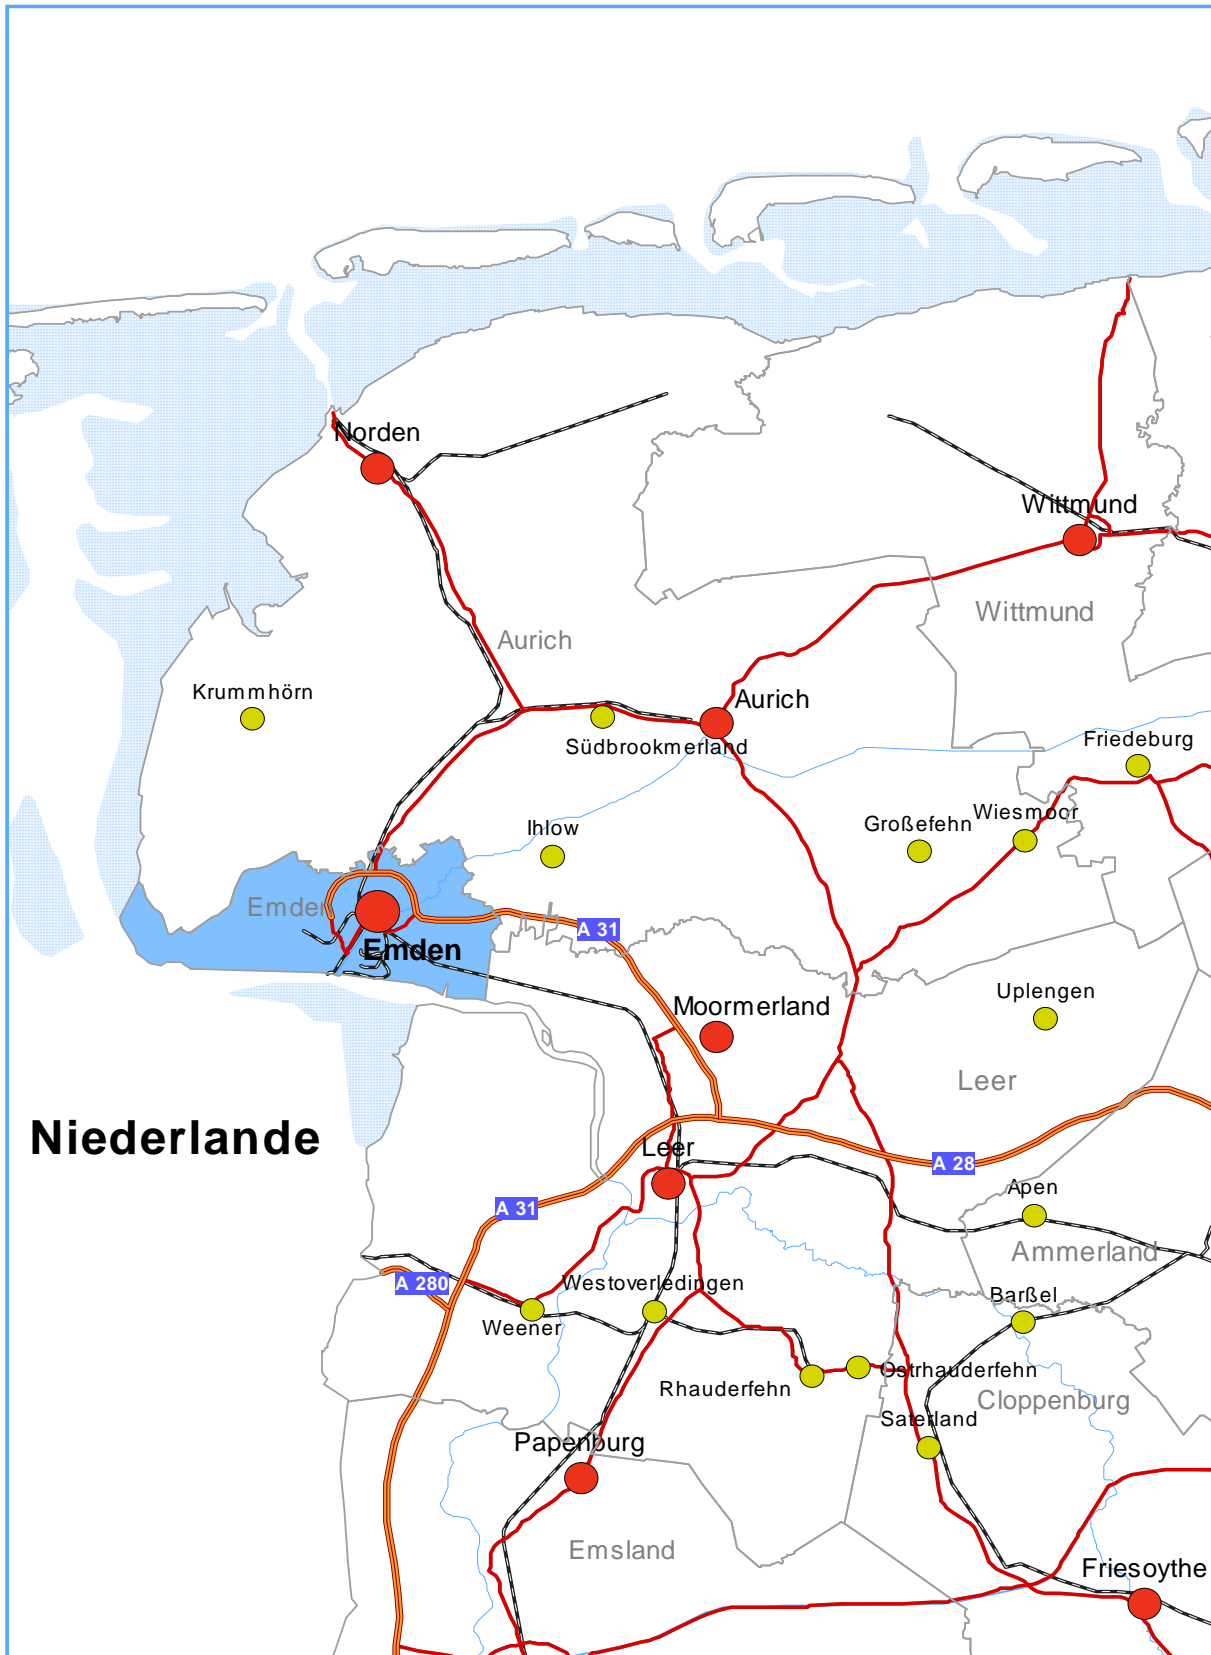 Norden
Wittmund
Wittmund
Aurich
Krummhörn
Aurich
Südbrookmerland
Friedeburg
Ihlow
Großefehn
Wiesmoor
Emden
A 31
Emden
Uplengen
Moormerland
Leer
Niederlande
Leer
A 28
Apen
A 31
Ammerland
A 280
Westoverledingen
Barßel
Weener
Ostrhauderfehn
Rhauderfehn
Cloppenburg
Saterland
Papenburg
Emsland
Friesoythe